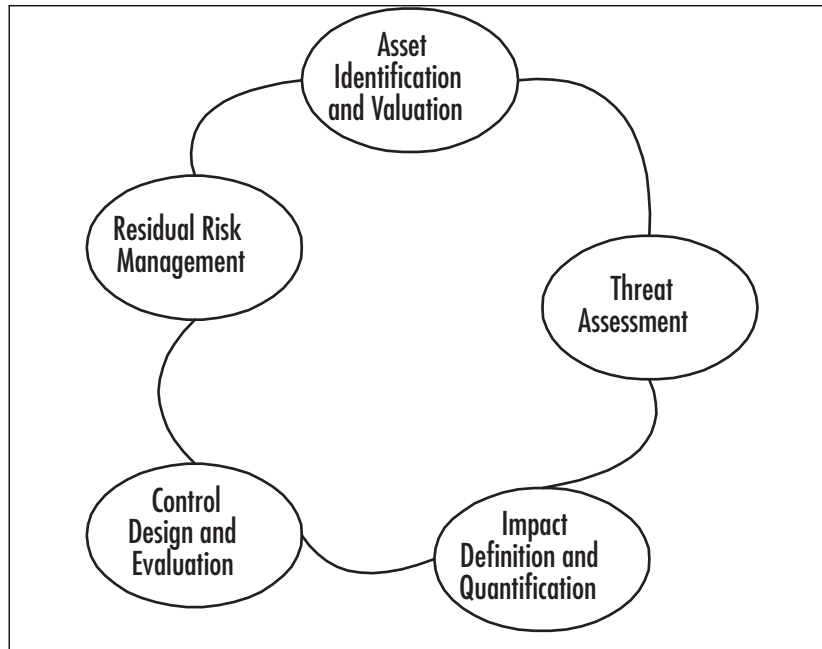 Asset
Identification
and Valuation
Threat
Assessment
Impact
Definition and
Quantification
Control
Design and
Evaluation
Residual Risk
Management